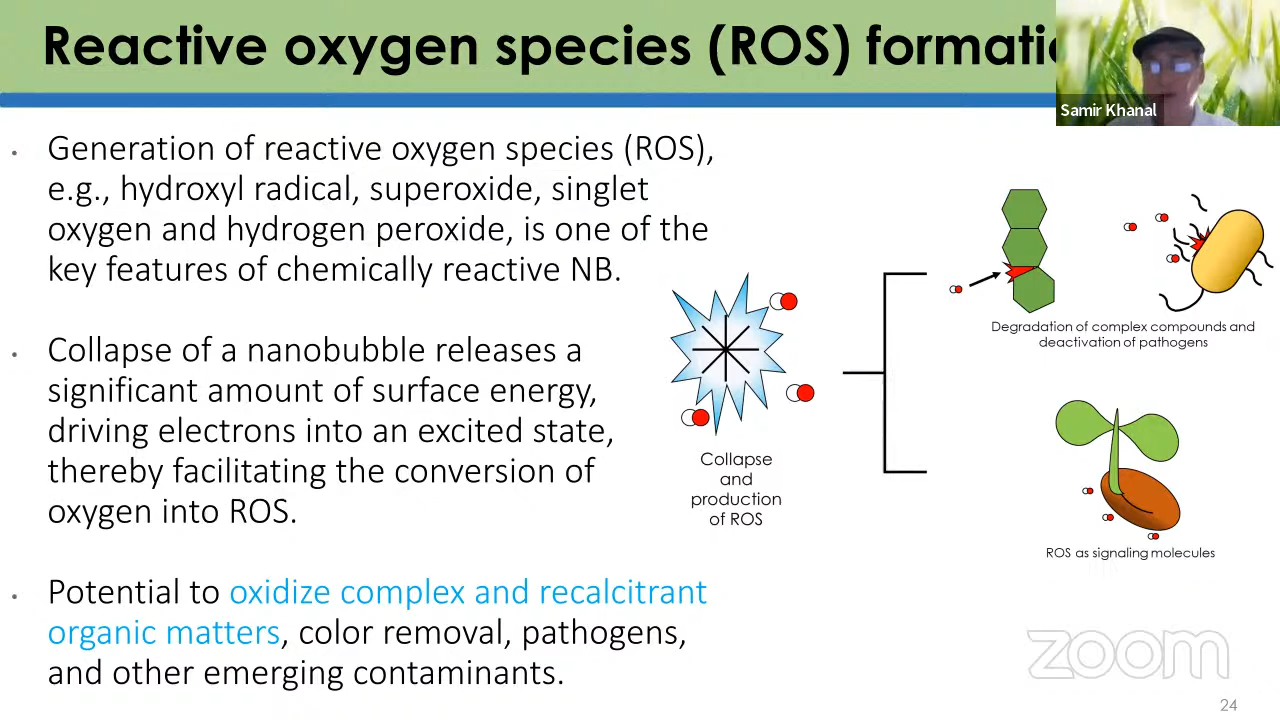 Reactive oxygen species (ROS)
Samir Khanal
Generation of reactive oxygen species (ROS),
e.g., hydroxyl radical, superoxide, singlet
oxygen and hydrogen peroxide, is one of the
key features of chemically reactive NB.
Collapse of a nanobubble releases a
significant amount of surface energy,
driving electrons into an excited state,
thereby facilitating the conversion of
oxygen into ROS.
Potential to oxidize complex and recalcitrant
organic matters, color removal, pathogens,
and other emerging contaminants.
Collapse
and
production
of ROS
Degradation of complex compounds and
deactivation of pathogens
ROS as signaling molecules
zoom
24